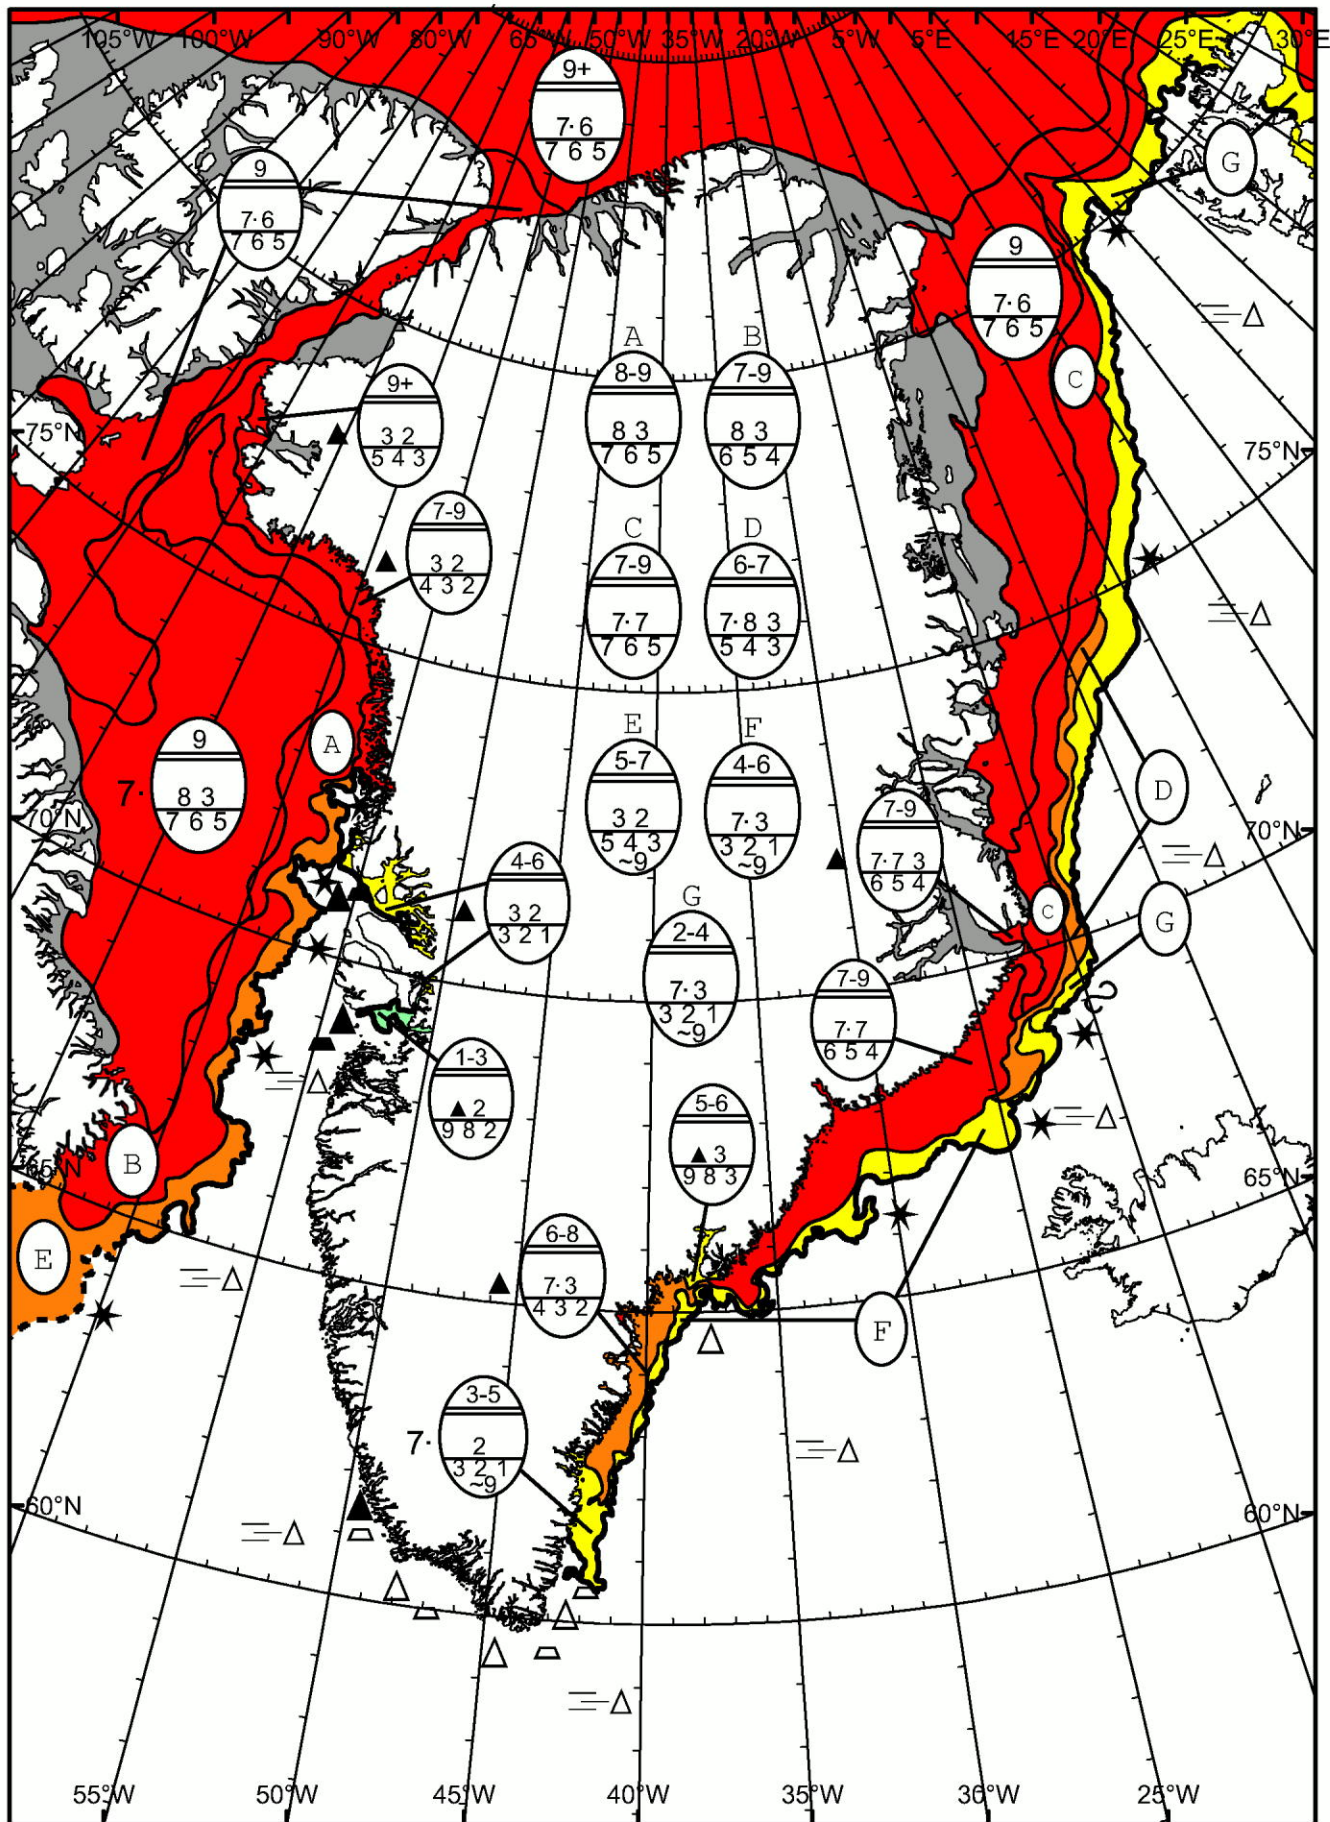 105°W 100°W 90°W 80°W 65°W 50°W 35°W 20°W 5°W 5°E 15°E 20°E 25°E 30°E
9+
7· 6
7 6 5
G
9
7· 6
7 6 5
9
7· 6
7 6 5
A B
8-9
8 3
7 6 5
7-9
8 3
6 5 4
C
9+
3 2
5 4 3
75°N
75°N
7-9
3 2
4 3 2
C D
7-9
7· 7
7 6 5
6-7
7· 8 3
5 4 3
A
9
7·
8 3
7 6 5
E F
5-7
3 2
5 4 3
~9
4-6
7· 3
3 2 1
~9
D
7-9
7· 7 3
6 5 4
70°N
70°N
4-6
3 2
3 2 1
C
G
G
2-4
7· 3
3 2 1
~9
7-9
7· 7
6 5 4
1-3
▲ 2
9 8 2
5-6
▲ 3
9 8 3
B
65°N
65°N
E
6-8
7· 3
4 3 2
F
3-5
7·
2
3 2 1
~9
60°N
60°N
55°W 50°W 45°W 40°W 35°W 30°W 25°W